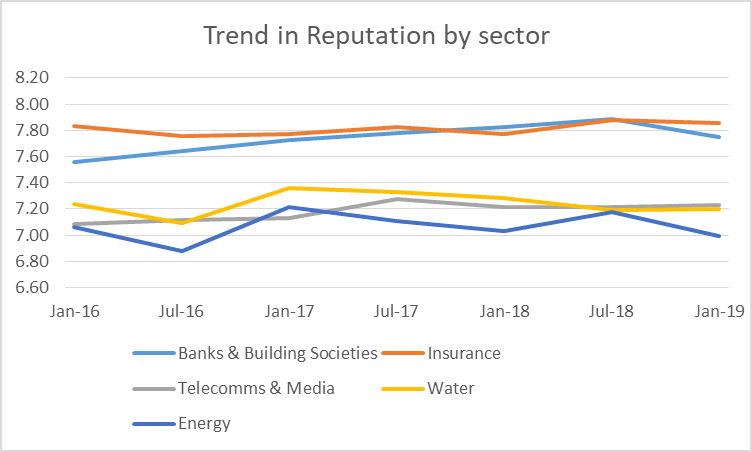 Trend in Reputation by sector
8.20
8.00
7.80
7.60
7.40
7.20
7.00
6.80
6.60
Jan-16 Jul-16 Jan-17 Jul-17 Jan-18 Jul-18 Jan-19
Banks & Building Societies Insurance
Telecomms & Media Water
Energy